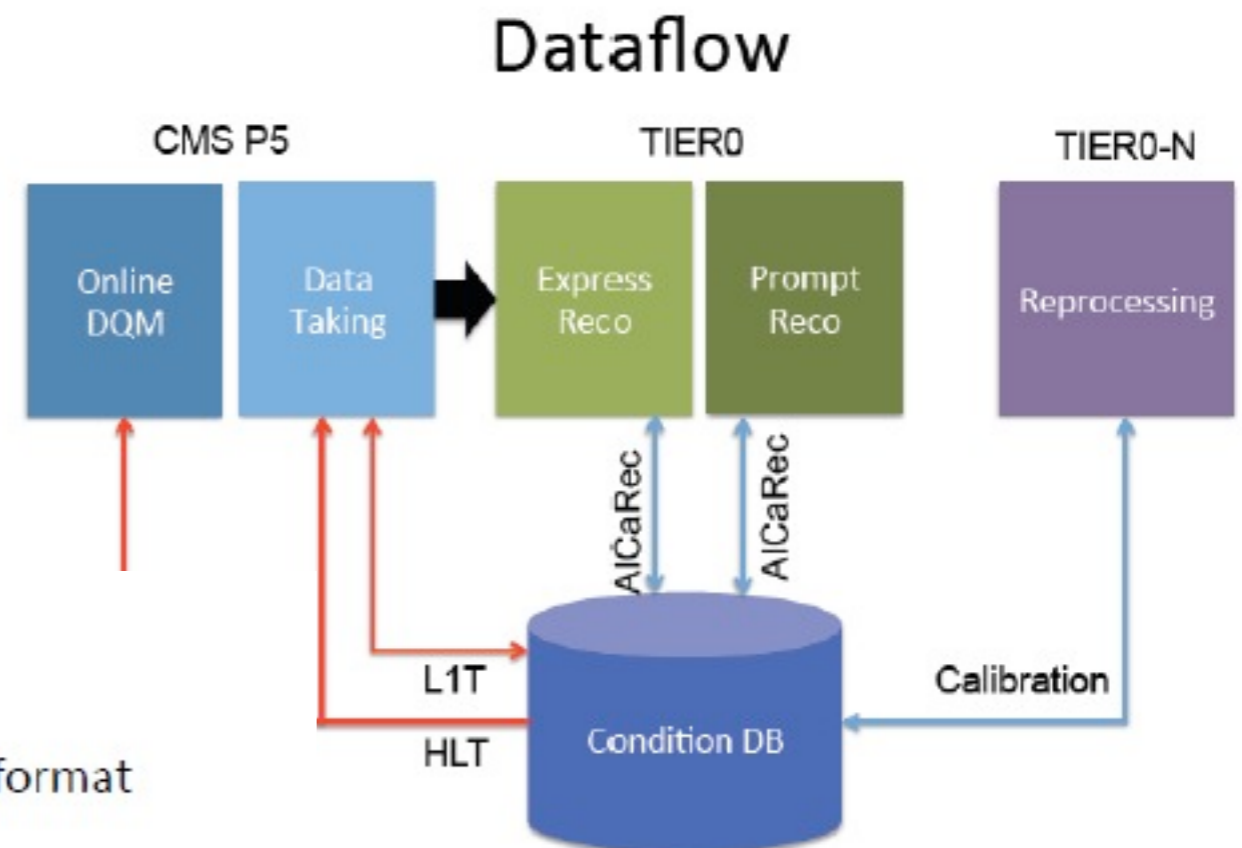 Dataflow
CMS P5
TIER0
TIER0-N
Online
DQM
Data
Taking
Express
Reco
Prompt
Reco
Reprocessing
AlCaRec
AlCaRec
L1T
HLT
Calibration
Condition DB
format